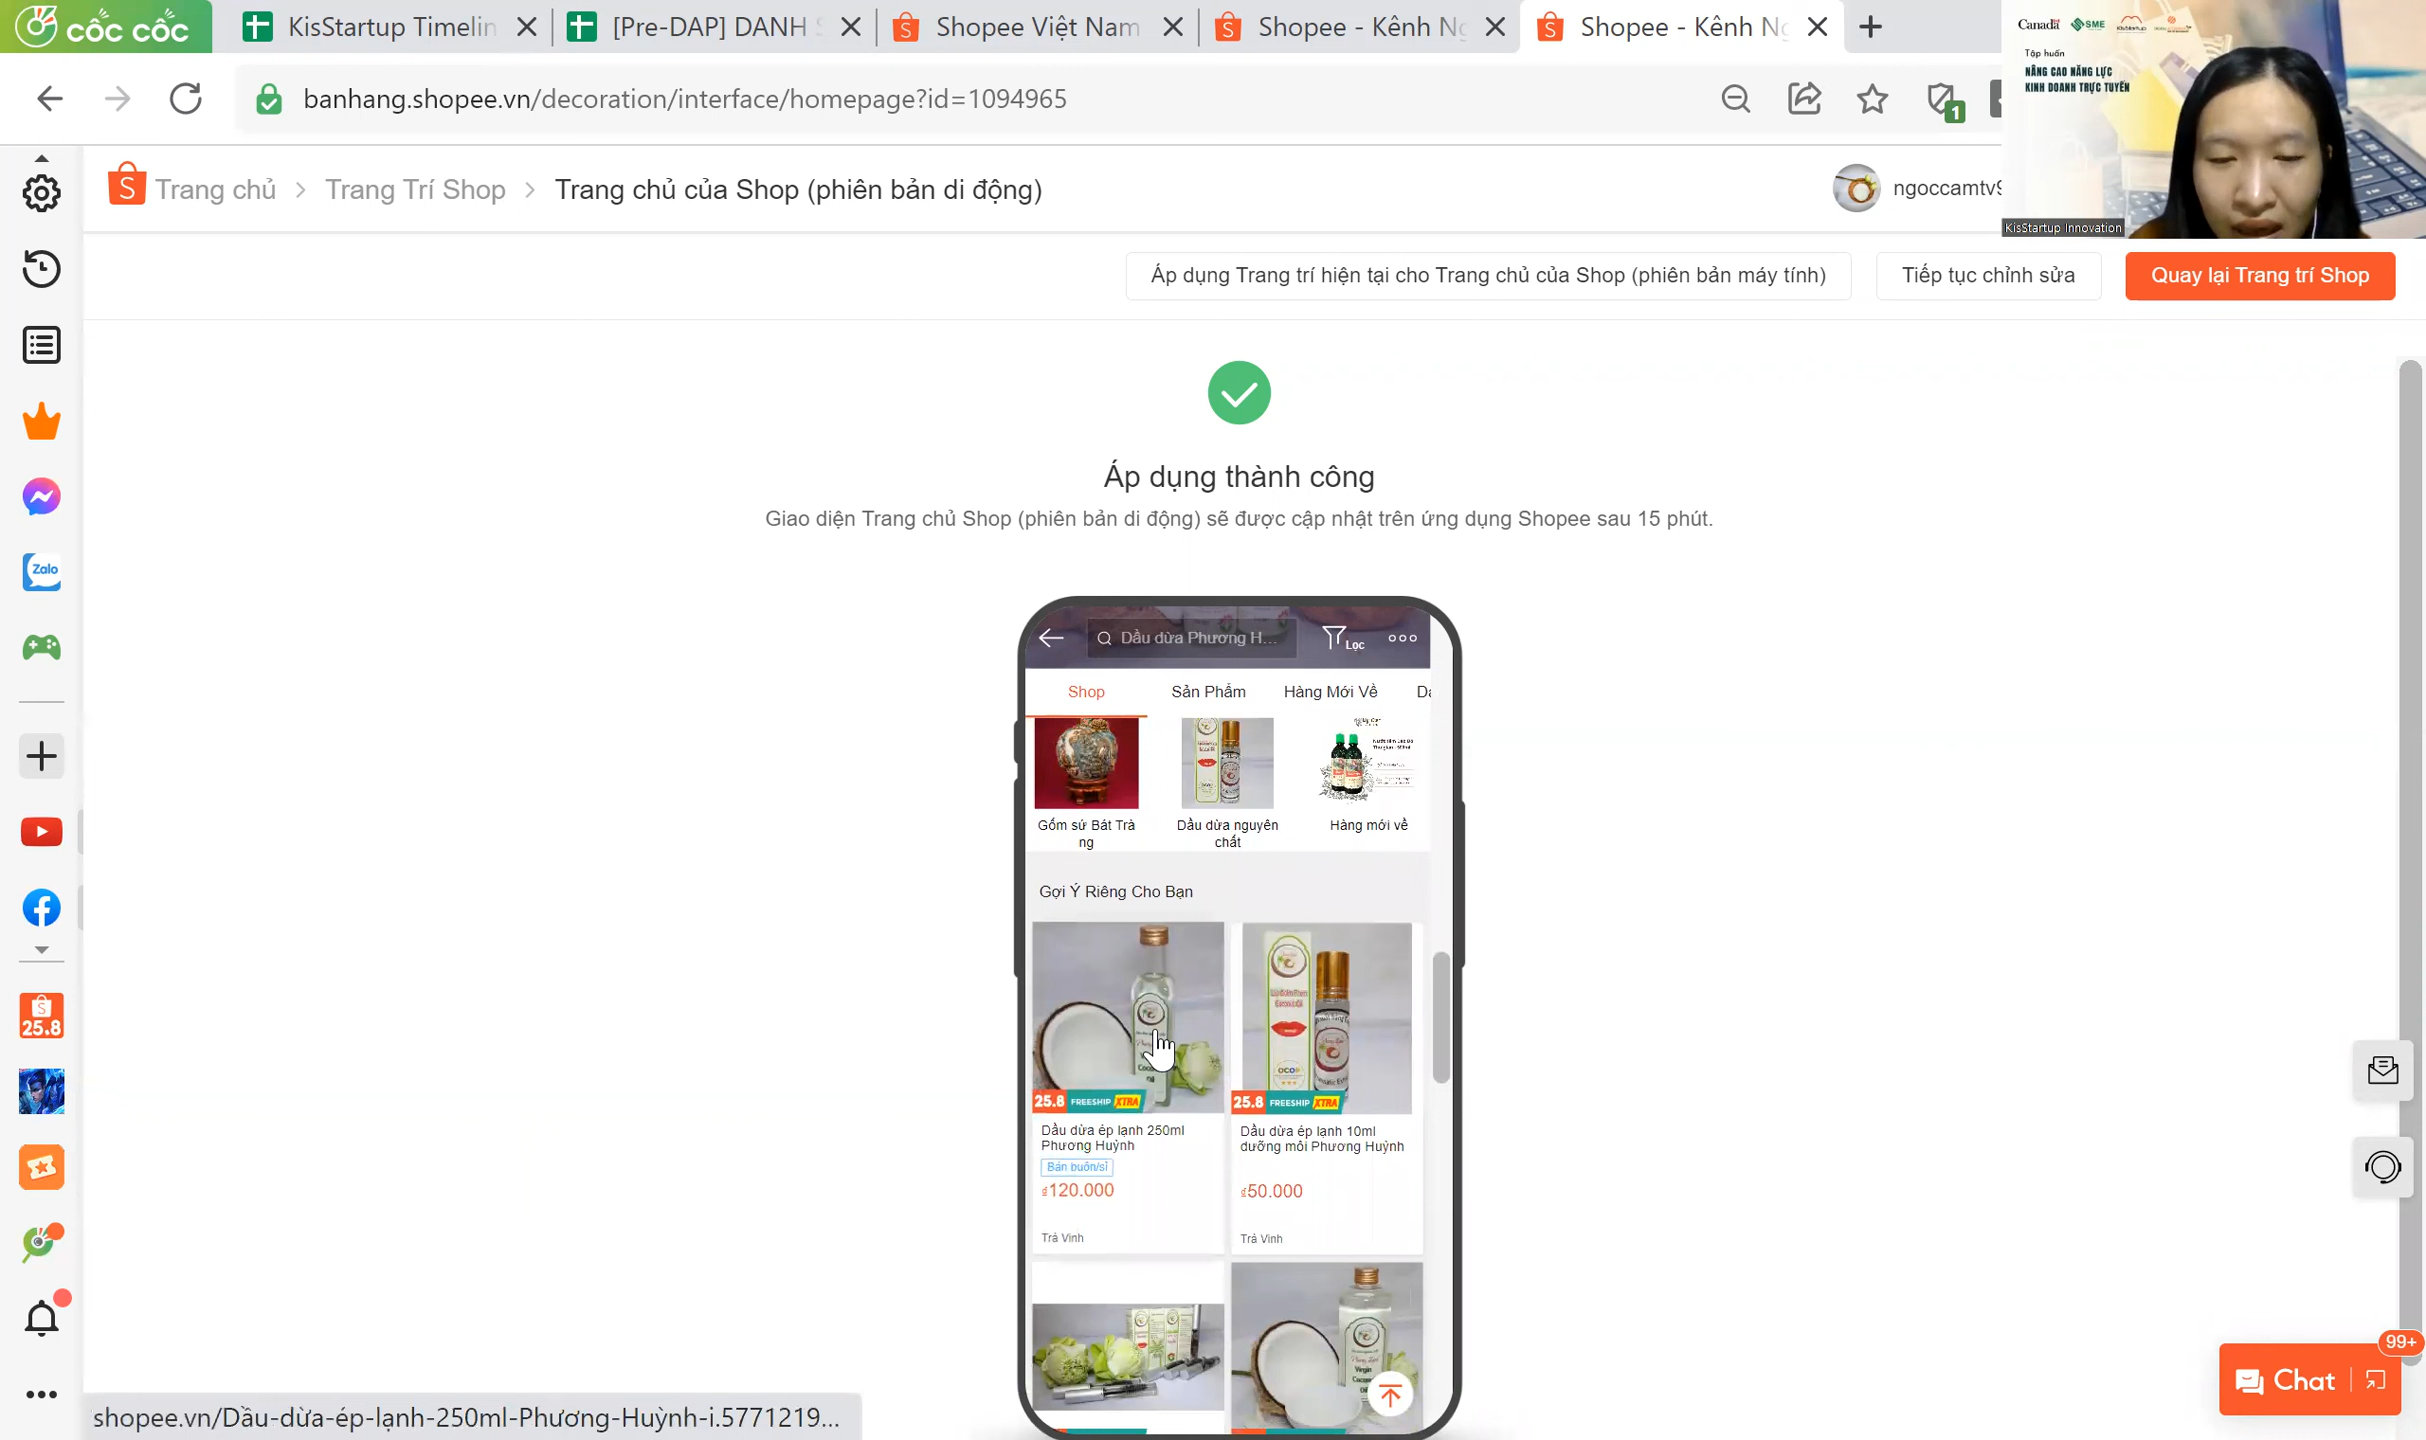 cốc cốc
KisStartup Timelin
[Pre-DAP] DANH S
Shopee Việt Nam
Shopee - Kênh Ng
Shopee - Kênh Ng
banhang.shopee.vn/decoration/interface/homepage?id=1094965
1
Canada
SME
KisStartup
Tập huấn
NÂNG CAO NĂNG LỰC
KINH DOANH TRỰC TUYẾN
KisStartup Innovation
Trang chủ > Trang Trí Shop > Trang chủ của Shop (phiên bản di động)
ngoccamtv9
Áp dụng Trang trí hiện tại cho Trang chủ của Shop (phiên bản máy tính)
Tiếp tục chỉnh sửa
Quay lại Trang trí Shop
Áp dụng thành công
Giao diện Trang chủ Shop (phiên bản di động) sẽ được cập nhật trên ứng dụng Shopee sau 15 phút.
Zalo
25.8
Dầu dừa Phương H...
Lọc
Shop
Sản Phẩm
Hàng Mới Về
Gốm sứ Bát Trà
ng
Dầu dừa nguyên
chất
Hàng mới về
Gợi Ý Riêng Cho Bạn
25.8 FREESHIP XTRA
25.8 FREESHIP XTRA
Dầu dừa ép lạnh 250ml
Phương Huỳnh
Bán buôn/sỉ
₫120.000
Trà Vinh
Dầu dừa ép lạnh 10ml
dưỡng môi Phương Huỳnh
₫50.000
Trà Vinh
99+
Chat
shopee.vn/Dầu-dừa-ép-lạnh-250ml-Phương-Huỳnh-i.5771219...